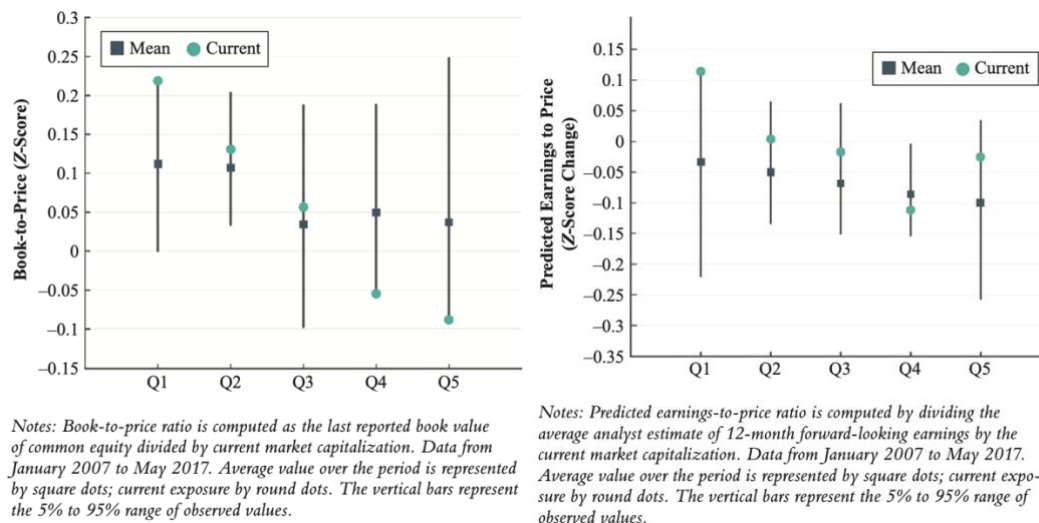 0.3
0.25
0.2
0.15
0.1
0.05
0
–0.05
–0.1
–0.15
Book-to-Price (Z-Score)
Mean Current
Q1 Q2 Q3 Q4 Q5
Notes: Book-to-price ratio is computed as the last reported book value
of common equity divided by current market capitalization. Data from
January 2007 to May 2017. Average value over the period is represented
by square dots; current exposure by round dots. The vertical bars represent
the 5% to 95% range of observed values.
0.15
0.1
0.05
0
–0.05
–0.1
–0.15
–0.2
–0.25
–0.3
–0.35
Predicted Earnings to Price
(Z-Score Change)
Mean Current
Q1 Q2 Q3 Q4 Q5
Notes: Predicted earnings-to-price ratio is computed by dividing the
average analyst estimate of 12-month forward-looking earnings by the
current market capitalization. Data from January 2007 to May 2017.
Average value over the period is represented by square dots; current expo-
sure by round dots. The vertical bars represent the 5% to 95% range of
observed values.